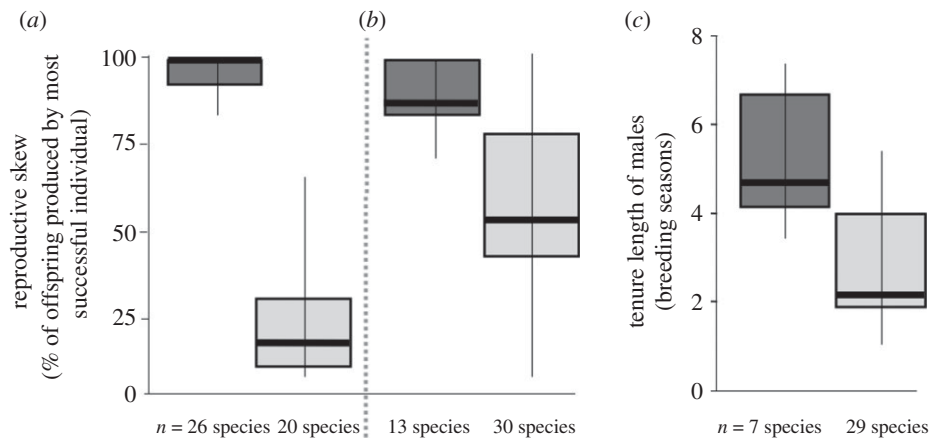 (a)
(b)
(c)
reproductive skew
(% of offspring produced by most
successful individual)
100
75
50
25
0
n = 26 species
20 species
13 species
30 species
tenure length of males
(breeding seasons)
8
6
4
2
0
n = 7 species
29 species